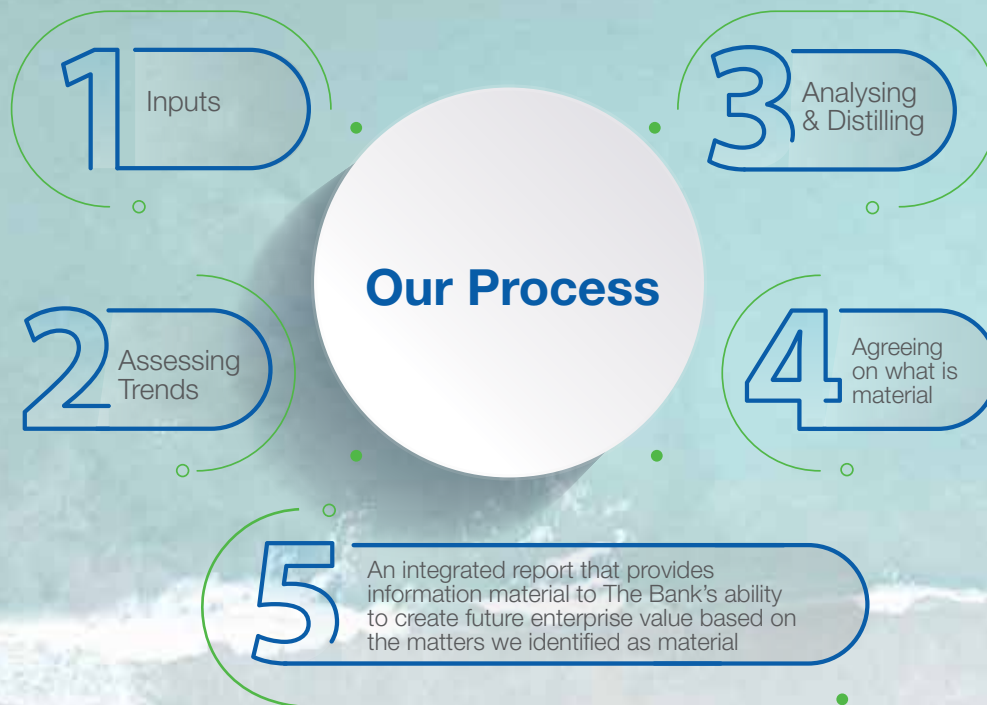 1
Inputs
3
Analysing
& Distilling
Our Process
2
Assessing
Trends
4
Agreeing
on what is
material
5
An integrated report that provides
information material to The Bank's ability
to create future enterprise value based on
the matters we identified as material